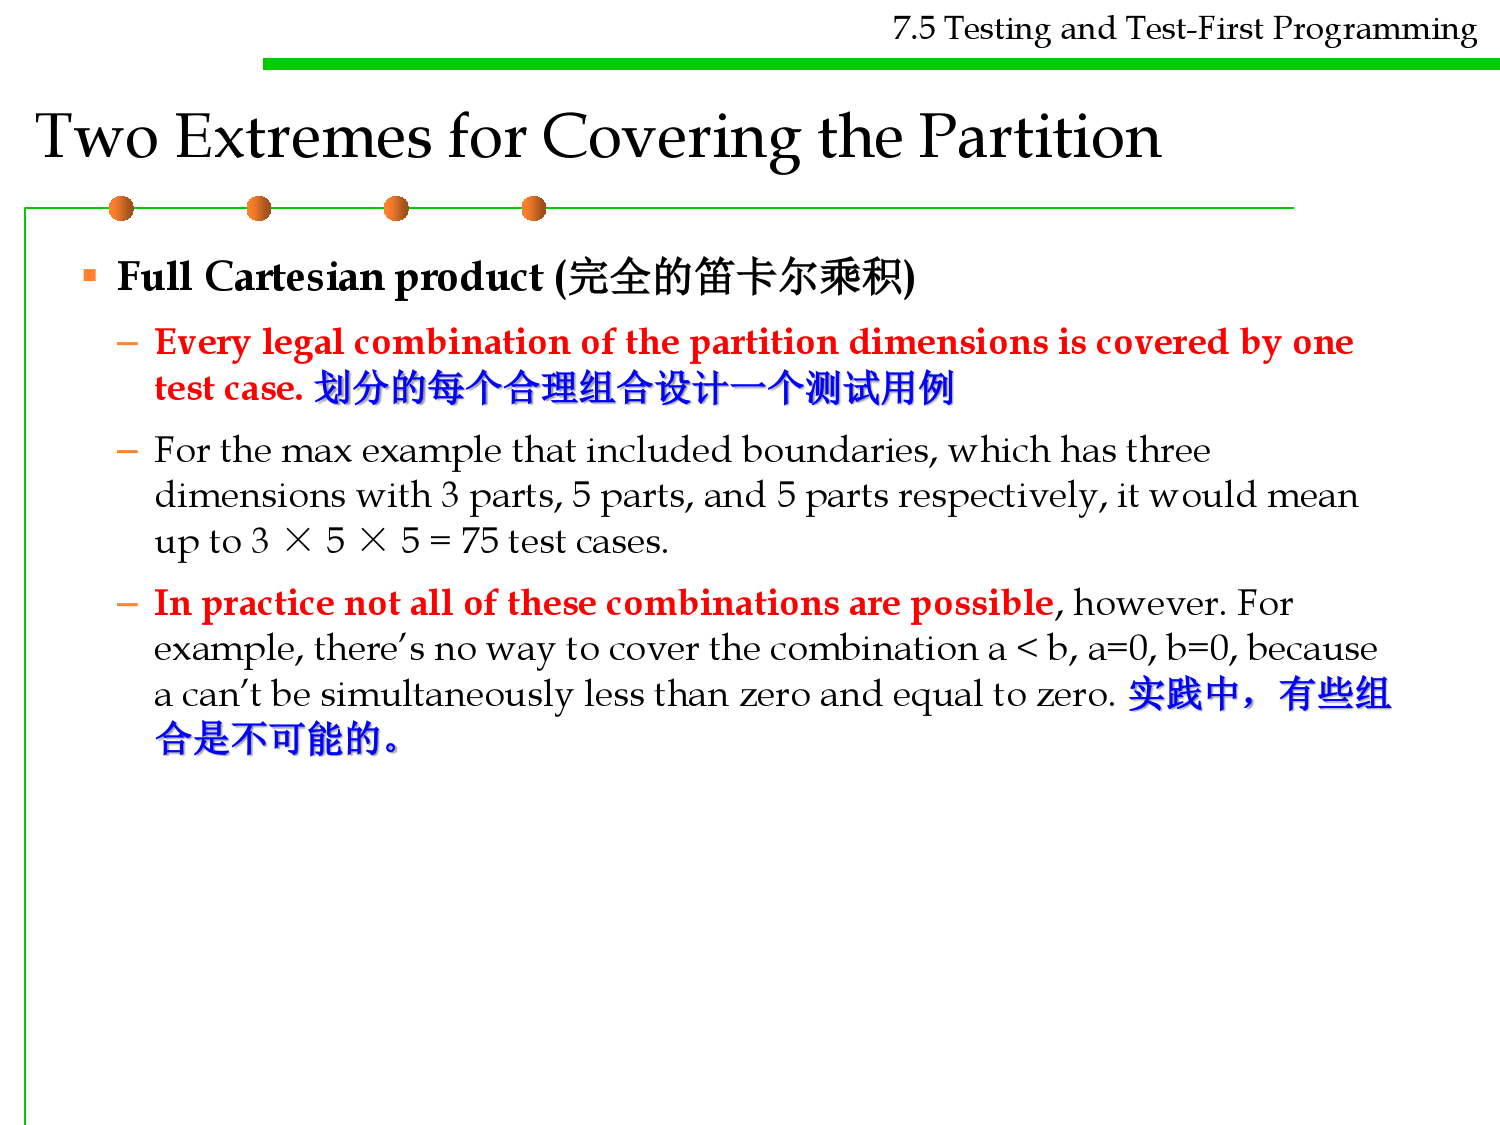 7.5 Testing and Test-First Programming
Two Extremes for Covering the Partition
▪ Full Cartesian product (完全的笛卡尔乘积)
– Every legal combination of the partition dimensions is covered by one
test case. 划分的每个合理组合设计一个测试用例
– For the max example that included boundaries, which has three
dimensions with 3 parts, 5 parts, and 5 parts respectively, it would mean
up to 3 × 5 × 5 = 75 test cases.
– In practice not all of these combinations are possible, however. For
example, there’s no way to cover the combination a < b, a=0, b=0, because
a can’t be simultaneously less than zero and equal to zero. 实践中，有些组
合是不可能的。